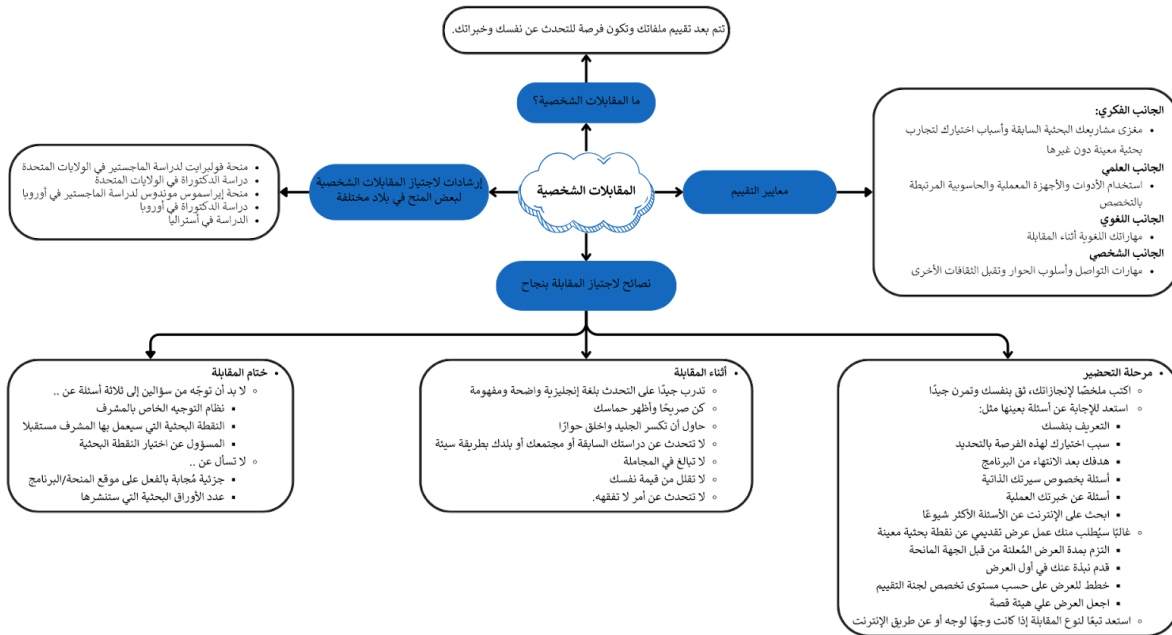 تتم بعد تقييم ملفاتك وتكون فرصة للتحدث عن نفسك وخبراتك.
ما المقابلات الشخصية؟
المقابلات الشخصية
معايير التقييم
الجانب الفكري:
مغزى مشاريعك البحثية السابقة وأسباب اختيارك لتجارب
بحثية معينة دون غيرها
الجانب العلمي
استخدام الأدوات والأجهزة المعملية والحاسوبية المرتبطة
بالتخصص
الجانب اللغوي
مهاراتك اللغوية أثناء المقابلة
الجانب الشخصي
مهارات التواصل وأسلوب الحوار وتقبل الثقافات الأخرى
إرشادات لاجتياز المقابلات الشخصية
لبعض المنح في بلاد مختلفة
منحة فولبرايت لدراسة الماجستير في الولايات المتحدة
دراسة الدكتوراة في الولايات المتحدة
منحة إيراسموس موندوس لدراسة الماجستير في أوروبا
دراسة الدكتوراة في أوروبا
الدراسة في أستراليا
نصائح لاجتياز المقابلة بنجاح
مرحلة التحضير
اكتب ملخصًا لإنجازاتك، ثق بنفسك وتمرن جيدًا
استعد للإجابة عن أسئلة بعينها مثل:
التعريف بنفسك
سبب اختيارك لهذه الفرصة بالتحديد
هدفك بعد الانتهاء من البرنامج
أسئلة بخصوص سيرتك الذاتية
أسئلة عن خبرتك العملية
ابحث على الإنترنت عن الأسئلة الأكثر شيوعًا
غالبًا سيُطلب منك عمل عرض تقديمي عن نقطة بحثية معينة
التزم بمدة العرض المُعلنة من قبل الجهة المانحة
قدم نبذة عنك في أول العرض
خطط للعرض على حسب مستوى تخصص لجنة التقييم
اجعل العرض علي هيئة قصة
استعد تبعًا لنوع المقابلة إذا كانت وجهًا لوجه أو عن طريق الإنترنت
أثناء المقابلة
تدرب جيدًا على التحدث بلغة إنجليزية واضحة ومفهومة
كن صريحًا وأظهر حماسك
حاول أن تكسر الجليد واخلق حوارًا
لا تتحدث عن دراستك السابقة أو مجتمعك أو بلدك بطريقة سيئة
لا تبالغ في المجاملة
لا تقلل من قيمة نفسك
لا تتحدث عن أمر لا تفقهه.
ختام المقابلة
لا بد أن توجّه من سؤالين إلى ثلاثة أسئلة عن ..
نظام التوجيه الخاص بالمشرف
النقطة البحثية التي سيعمل بها المشرف مستقبلا
المسؤول عن اختيار النقطة البحثية
لا تسأل عن ..
جزئية مُجابة بالفعل على موقع المنحة/البرنامج
عدد الأوراق البحثية التي ستنشرها